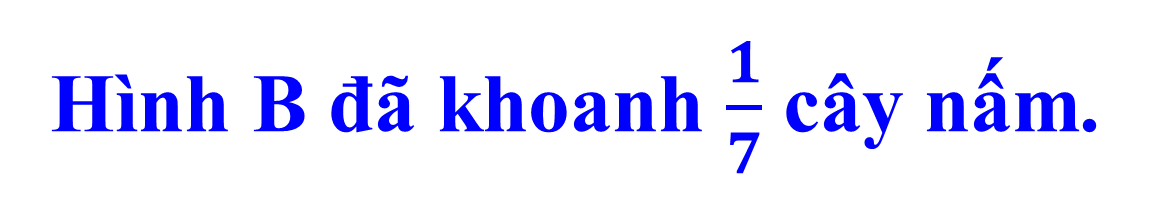 Hình B đã khoanh 1/7 cây nấm.